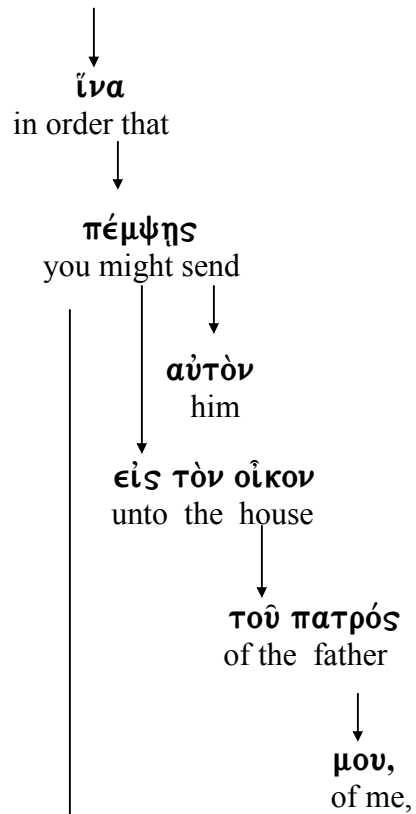 ἵνα
in order that
πέμψῃς
you might send
αὐτὸν
him
εἰς τὸν οἶκον
unto the house
τοῦ πατρός
of the father
μου,
of me,